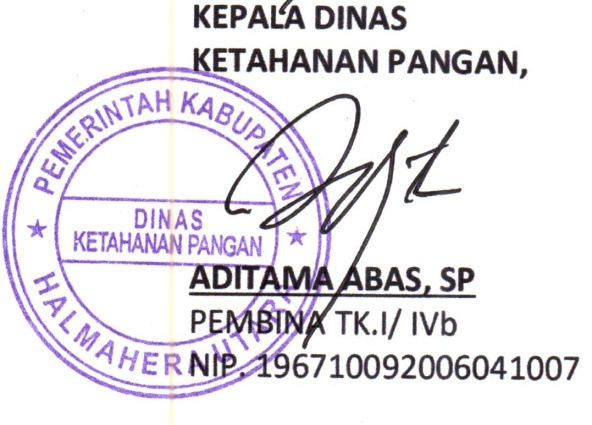 KEPALA DINAS
KETAHANAN PANGAN,
PEMERINTAH KABUPATEN
DINAS
KETAHANAN PANGAN
HALMAHERA UTARA
ADITAMA ABAS, SP
PEMBINA TK.I/ IVb
NIP. 196710092006041007